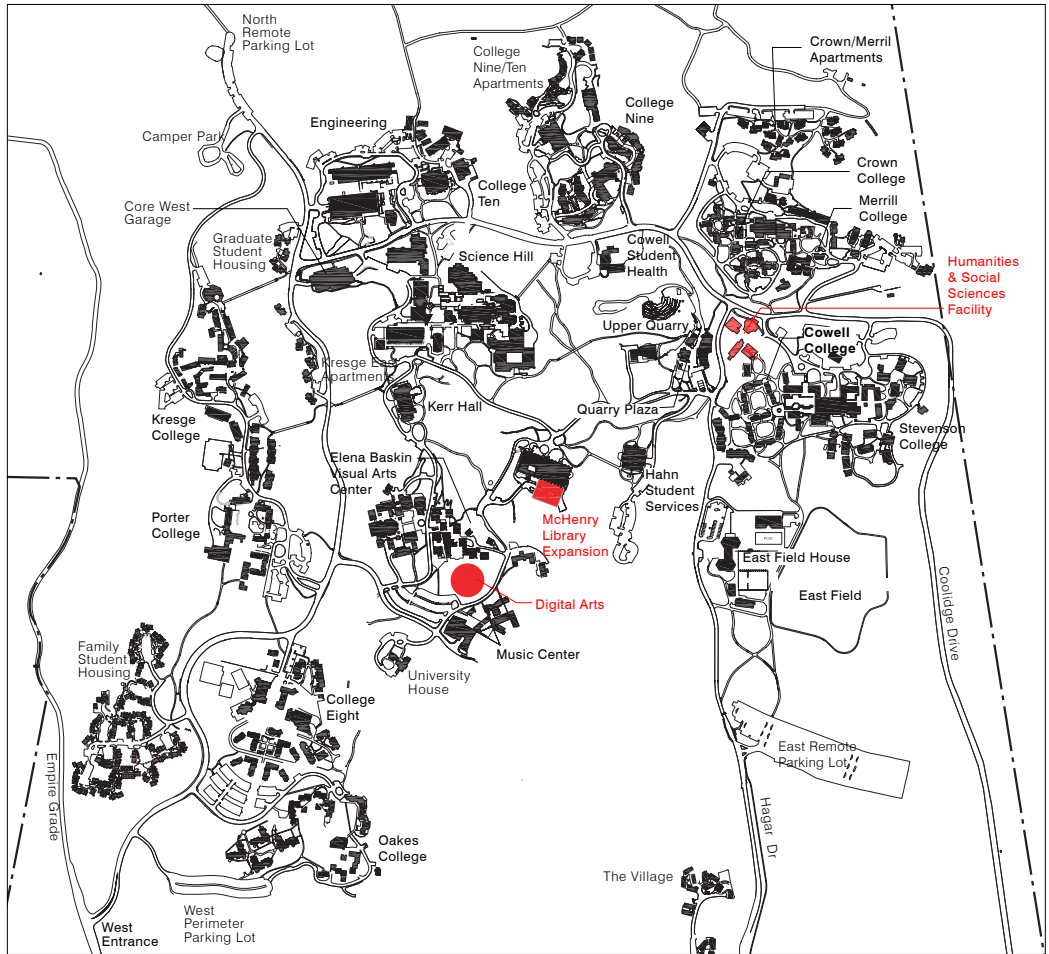 North
Remote
Parking Lot
College
Nine/Ten
Apartments
Crown/Merril
Apartments
Camper Park
Engineering
College
Nine
Crown
College
College
Ten
Core West
Garage
Merrill
College
Graduate
Student
Housing
Science Hill
Cowell
Student
Health
Humanities
& Social
Sciences
Facility
Upper Quarry
Cowell
College
Kresge East
Apartments
Kresge
College
Kerr Hall
Quarry Plaza
Stevenson
College
Elena Baskin
Visual Arts
Center
Hahn
Student
Services
Porter
College
McHenry
Library
Expansion
POOL
East Field House
East Field
Digital Arts
Coolidge Drive
Music Center
Family
Student
Housing
University
House
College
Eight
East Remote
Parking Lot
Empire Grade
Hagar Dr
Oakes
College
The Village
West
Perimeter
Parking Lot
West
Entrance